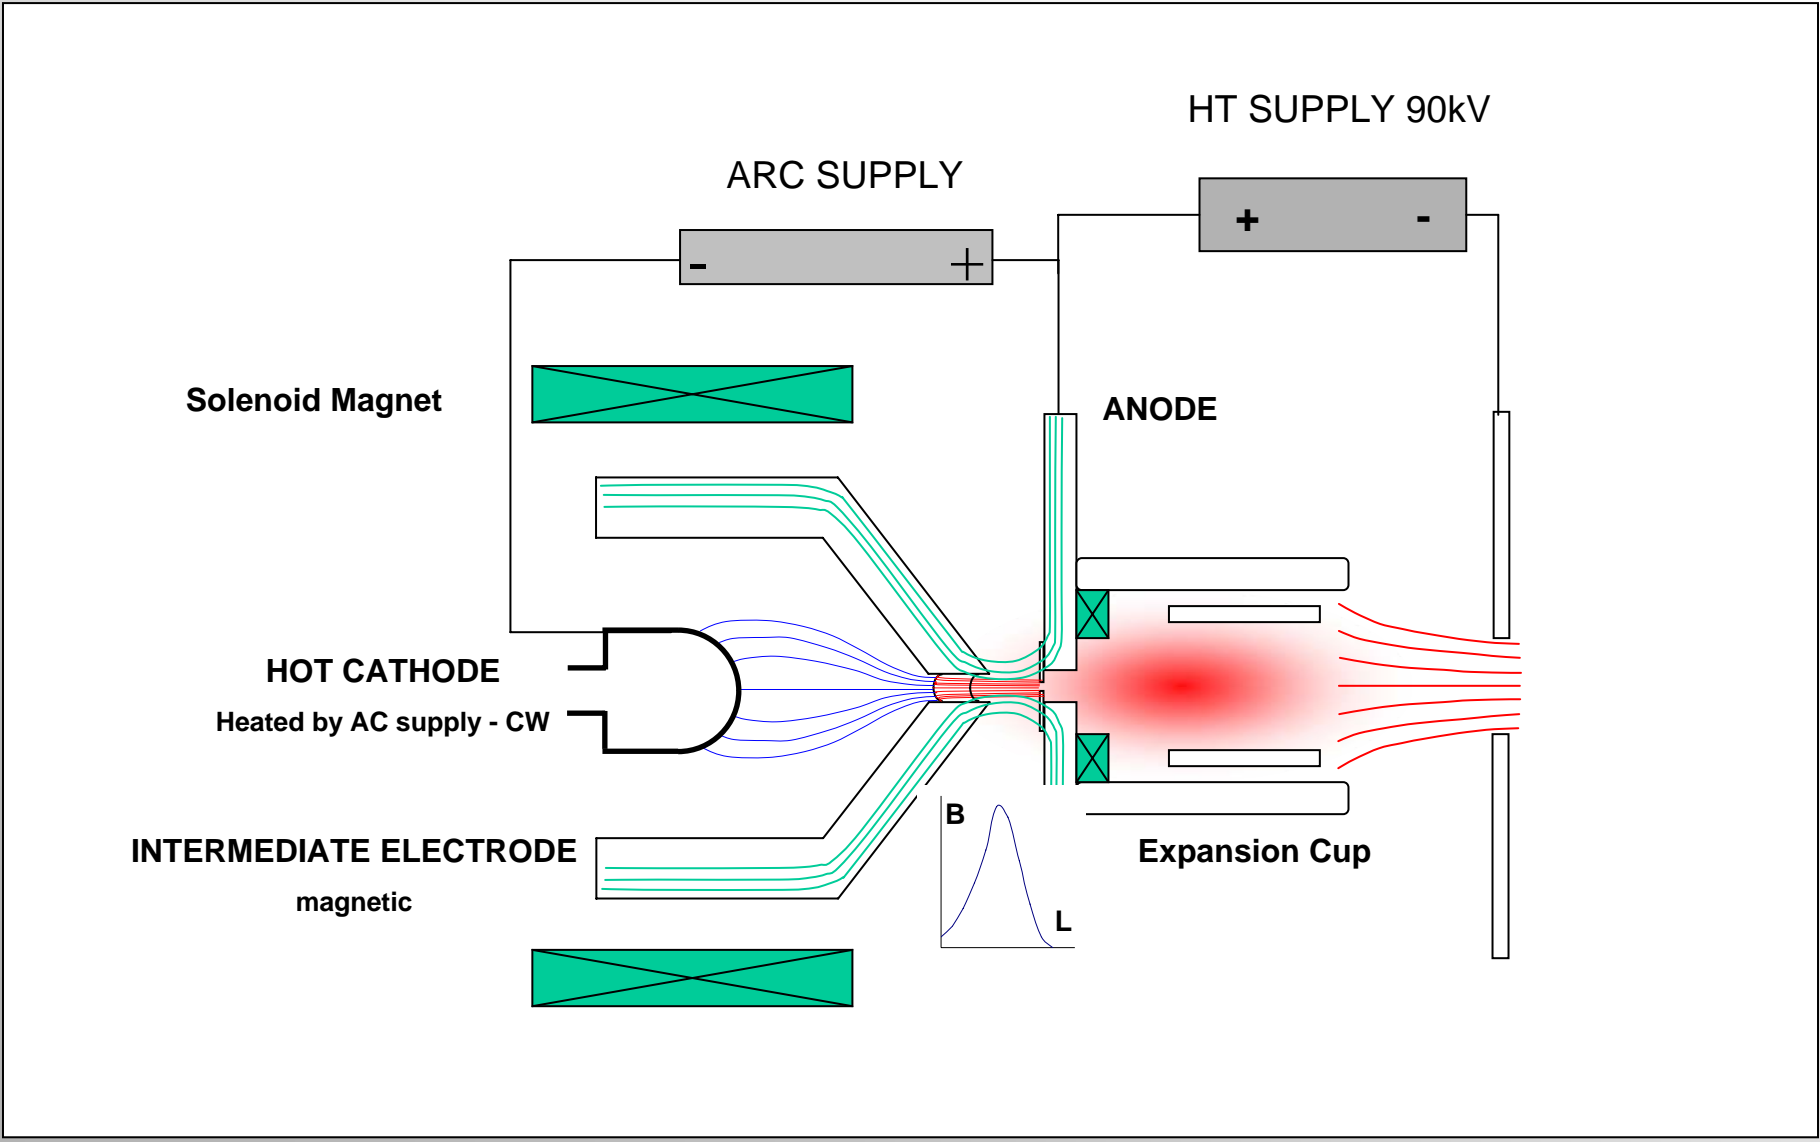 HT SUPPLY 90kV
ARC SUPPLY
+ -
- +
Solenoid Magnet
ANODE
HOT CATHODE
Heated by AC supply - CW
B
INTERMEDIATE ELECTRODE
Expansion Cup
magnetic
L